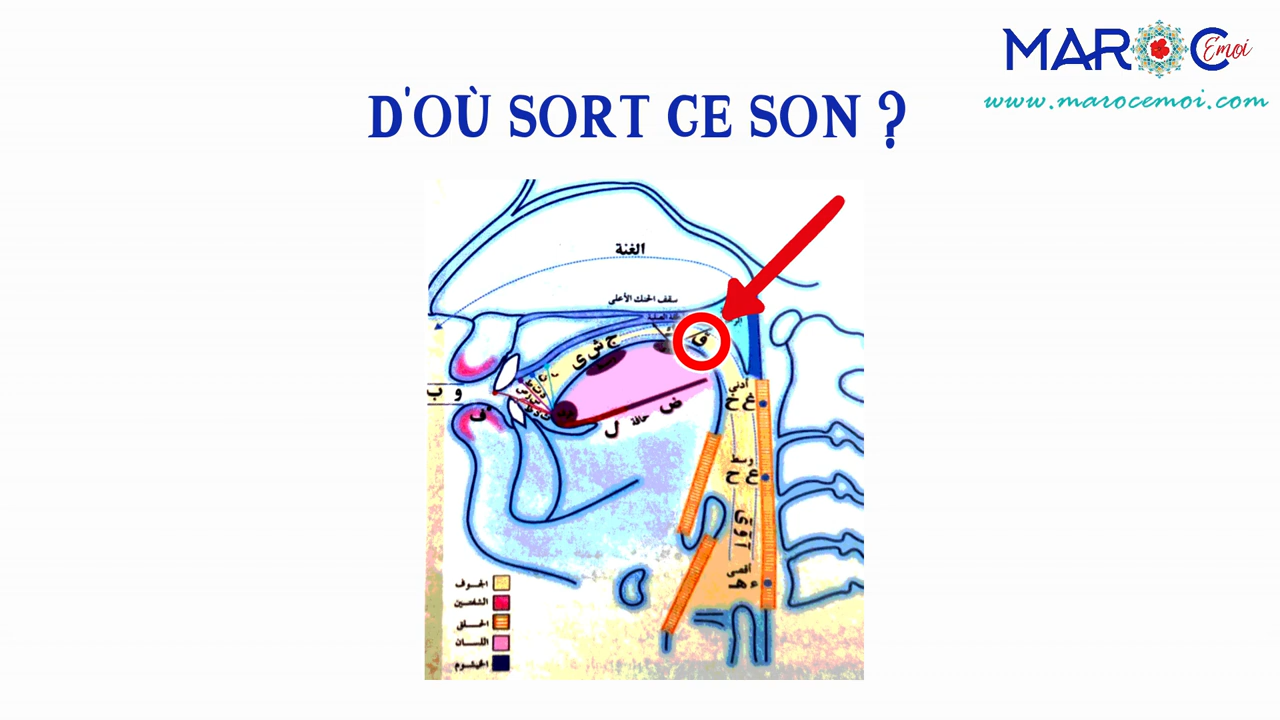 MAROC
Emoi
www.marocemoi.com
D'OÙ SORT CE SON ?
الغنة
سقف الحنك الأعلى
ق
ج ش ى
و ب
ف
ض
حافة
ل
أدنى
غ خ
وسط
ع ح
أقصى
ء ه
الجوف
الشفتين
الحلق
اللسان
الخيشوم